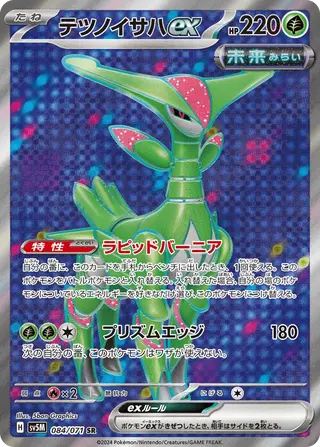 たね テツノイサハex HP220
未来 みらい
特性 ラピッドバーニア
自分の番に、このカードを手札からベンチに出したとき、1回使える。この
ポケモンをバトルポケモンと入れ替える。入れ替えた場合、自分の場のポケ
モンについているエネルギーを好きなだけ選び、このポケモンにつけ替える。
プリズムエッジ 180
次の自分の番、このポケモンはワザが使えない。
弱点 ×2 抵抗力 にげる
Illus. 5ban Graphics
H SV5M 084/071 SR
exルール
ポケモンexがきぜつしたとき、相手はサイドを2枚とる。
©2024 Pokémon/Nintendo/Creatures/GAME FREAK.